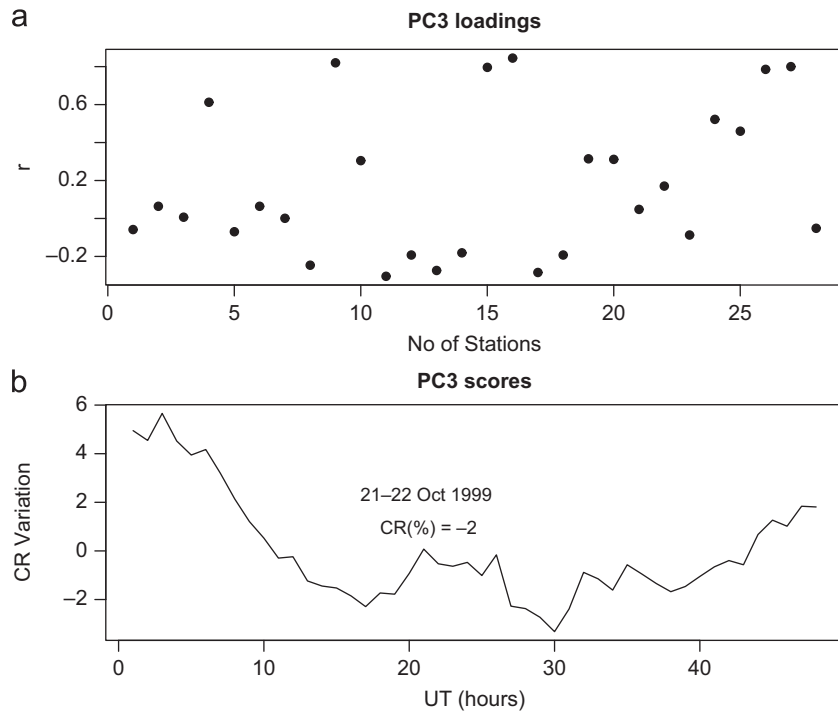 a
PC3 loadings
0.6
0.2
–0.2
r
0 5 10 15 20 25
No of Stations
b
PC3 scores
6
4
2
0
–2
CR Variation
21–22 Oct 1999
CR(%) = –2
0 10 20 30 40
UT (hours)